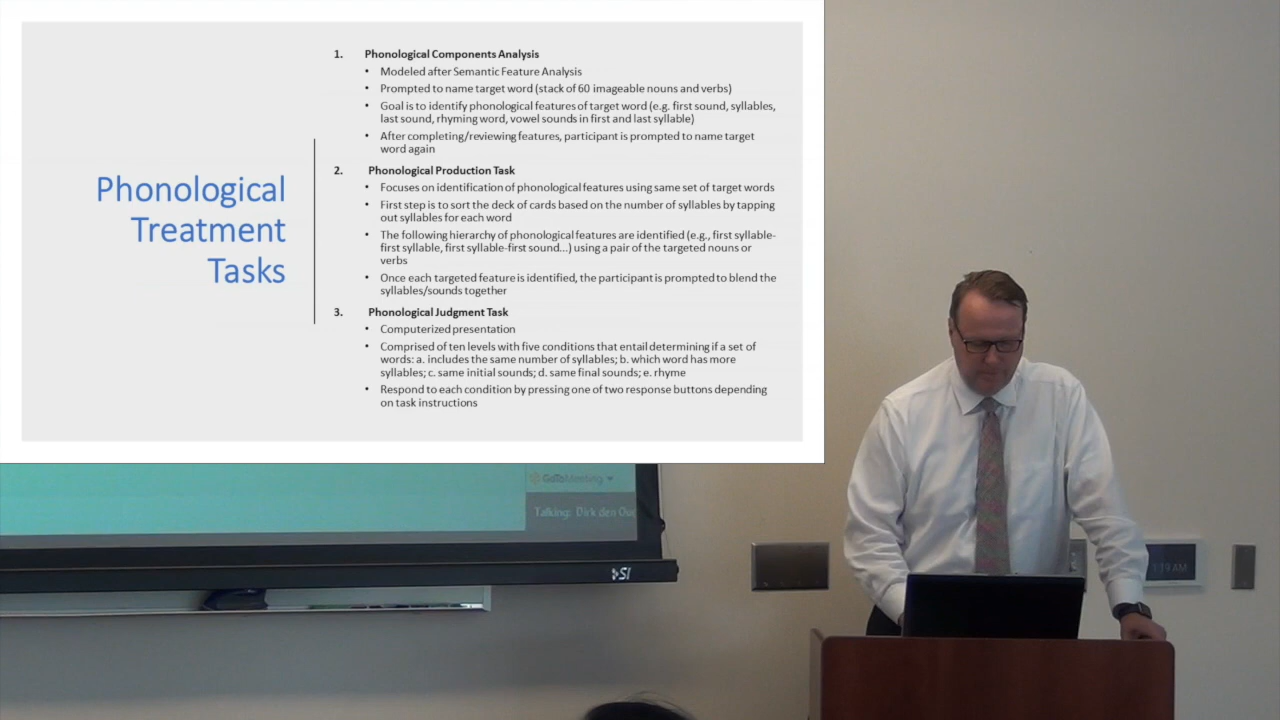 Phonological
Treatment
Tasks
1. Phonological Components Analysis
• Modeled after Semantic Feature Analysis
• Prompted to name target word (stack of 60 imageable nouns and verbs)
• Goal is to identify phonological features of target word (e.g. first sound, syllables,
last sound, rhyming word, vowel sounds in first and last syllable)
• After completing/reviewing features, participant is prompted to name target
word again
2. Phonological Production Task
• Focuses on identification of phonological features using same set of target words
• First step is to sort the deck of cards based on the number of syllables by tapping
out syllables for each word
• The following hierarchy of phonological features are identified (e.g., first syllable-
first syllable, first syllable-first sound...) using a pair of the targeted nouns or
verbs
• Once each targeted feature is identified, the participant is prompted to blend the
syllables/sounds together
3. Phonological Judgment Task
• Computerized presentation
• Comprised of ten levels with five conditions that entail determining if a set of
words: a. includes the same number of syllables; b. which word has more
syllables; c. same initial sounds; d. same final sounds; e. rhyme
• Respond to each condition by pressing one of two response buttons depending
on task instructions
GoToMeeting
Talking: Dirk den
SI
AM